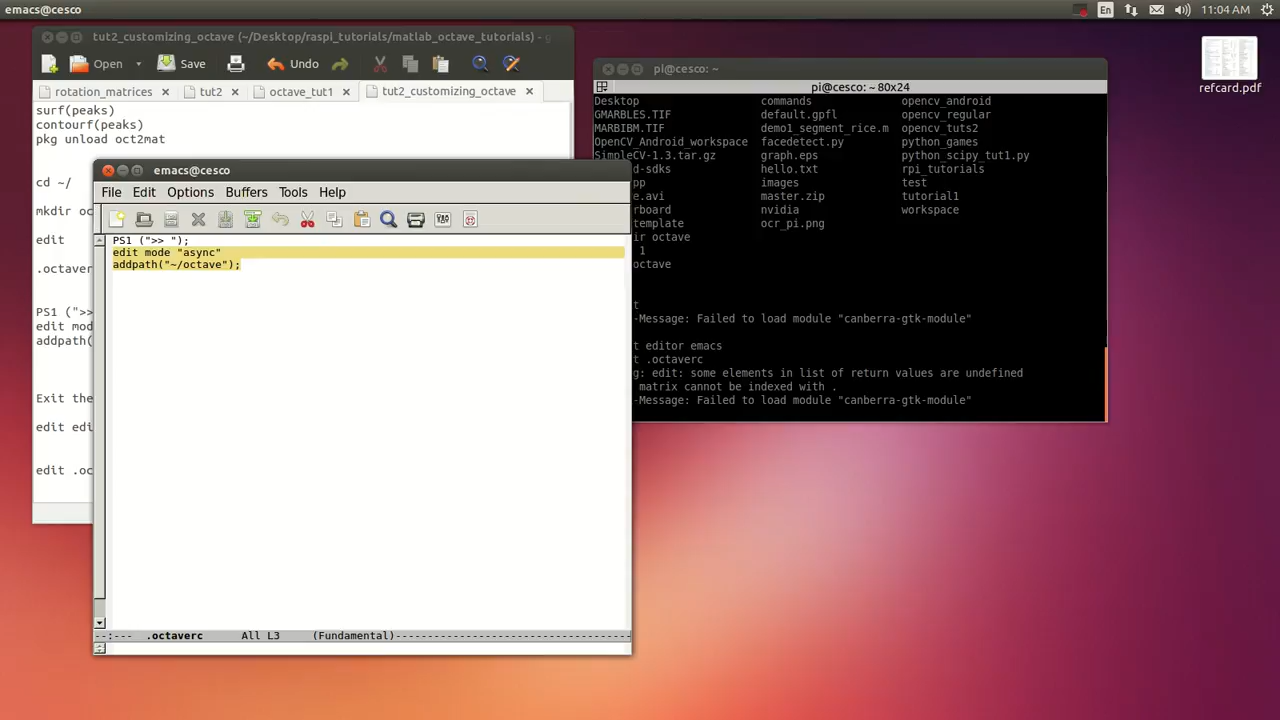 emacs@cesco
En
11:04 AM
tut2_customizing_octave (~/Desktop/raspi_tutorials/matlab_octave_tutorials) - g
Open
Save
Undo
rotation_matrices
tut2
octave_tut1
tut2_customizing_octave
surf(peaks)
contourf(peaks)
pkg unload oct2mat
cd ~/
mkdir oc
edit
.octaver
PS1 (">>
edit mod
addpath(
Exit the
edit edi
edit .oc
emacs@cesco
File Edit Options Buffers Tools Help
PS1 (">> ");
edit mode "async"
addpath("~/octave");
--:--- .octaverc All L3 (Fundamental)-------------------------------------
pi@cesco: ~
pi@cesco: ~ 80x24
Desktop commands opencv_android
GMARBLES.TIF default.gpfl opencv_regular
MARBIBM.TIF demo1_segment_rice.m opencv_tuts2
OpenCV_Android_workspace facedetect.py python_games
SimpleCV-1.3.tar.gz graph.eps python_scipy_tut1.py
d-sdks hello.txt rpi_tutorials
pp images test
e.avi master.zip tutorial1
rboard nvidia workspace
template ocr_pi.png
ir octave
1
octave
t
-Message: Failed to load module "canberra-gtk-module"
t editor emacs
t .octaverc
g: edit: some elements in list of return values are undefined
matrix cannot be indexed with .
-Message: Failed to load module "canberra-gtk-module"
refcard.pdf